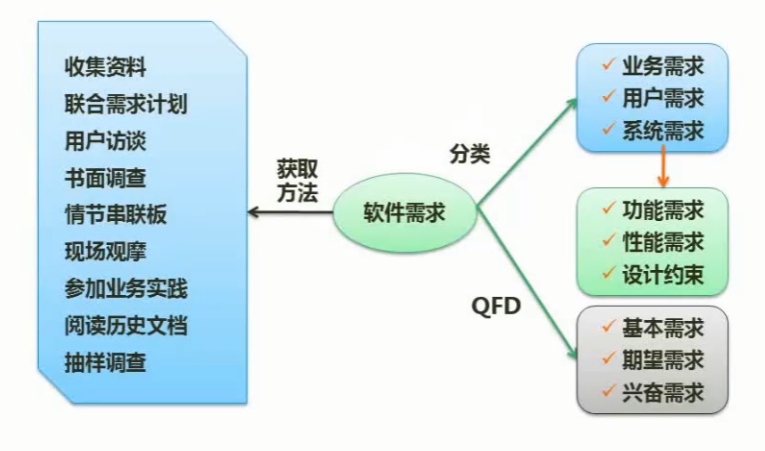 收集资料
联合需求计划
用户访谈
书面调查
情节串联板
现场观摩
参加业务实践
阅读历史文档
抽样调查
获取
方法
软件需求
分类
QFD
✓ 业务需求
✓ 用户需求
✓ 系统需求
✓ 功能需求
✓ 性能需求
✓ 设计约束
✓ 基本需求
✓ 期望需求
✓ 兴奋需求